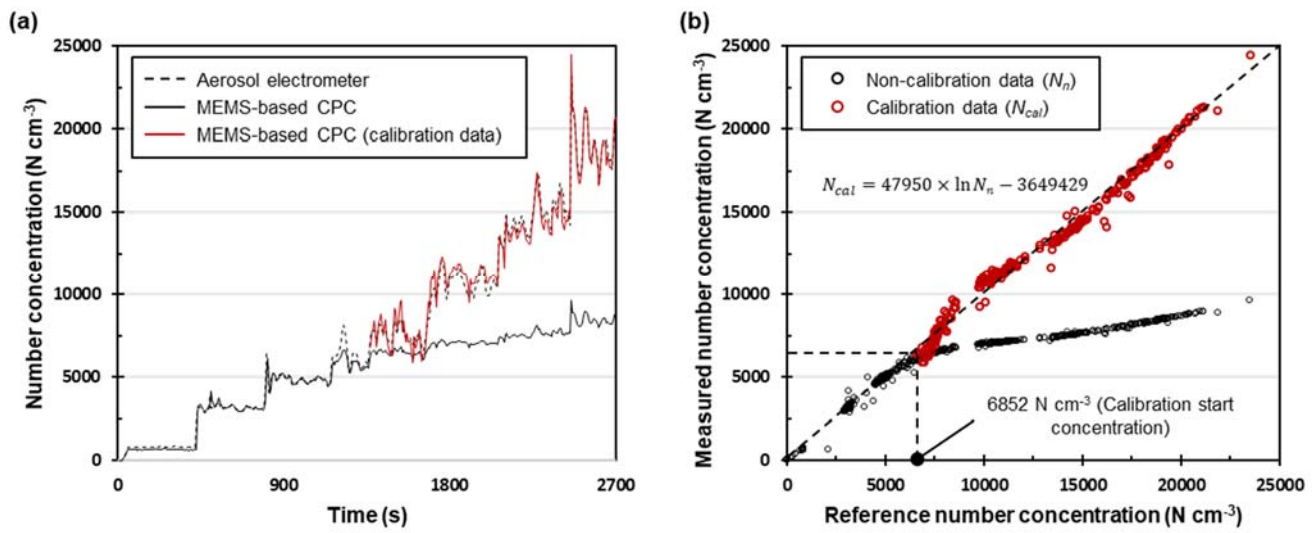 (a)
Number concentration (N cm-3)
25000
20000
15000
10000
5000
0
Aerosol electrometer
MEMS-based CPC
MEMS-based CPC (calibration data)
0 900 1800 2700
Time (s)
(b)
Measured number concentration (N cm-3)
25000
20000
15000
10000
5000
0
Non-calibration data (Nn)
Calibration data (Ncal)
Ncal = 47950 × ln Nn − 3649429
6852 N cm-3 (Calibration start
concentration)
0 5000 10000 15000 20000 25000
Reference number concentration (N cm-3)